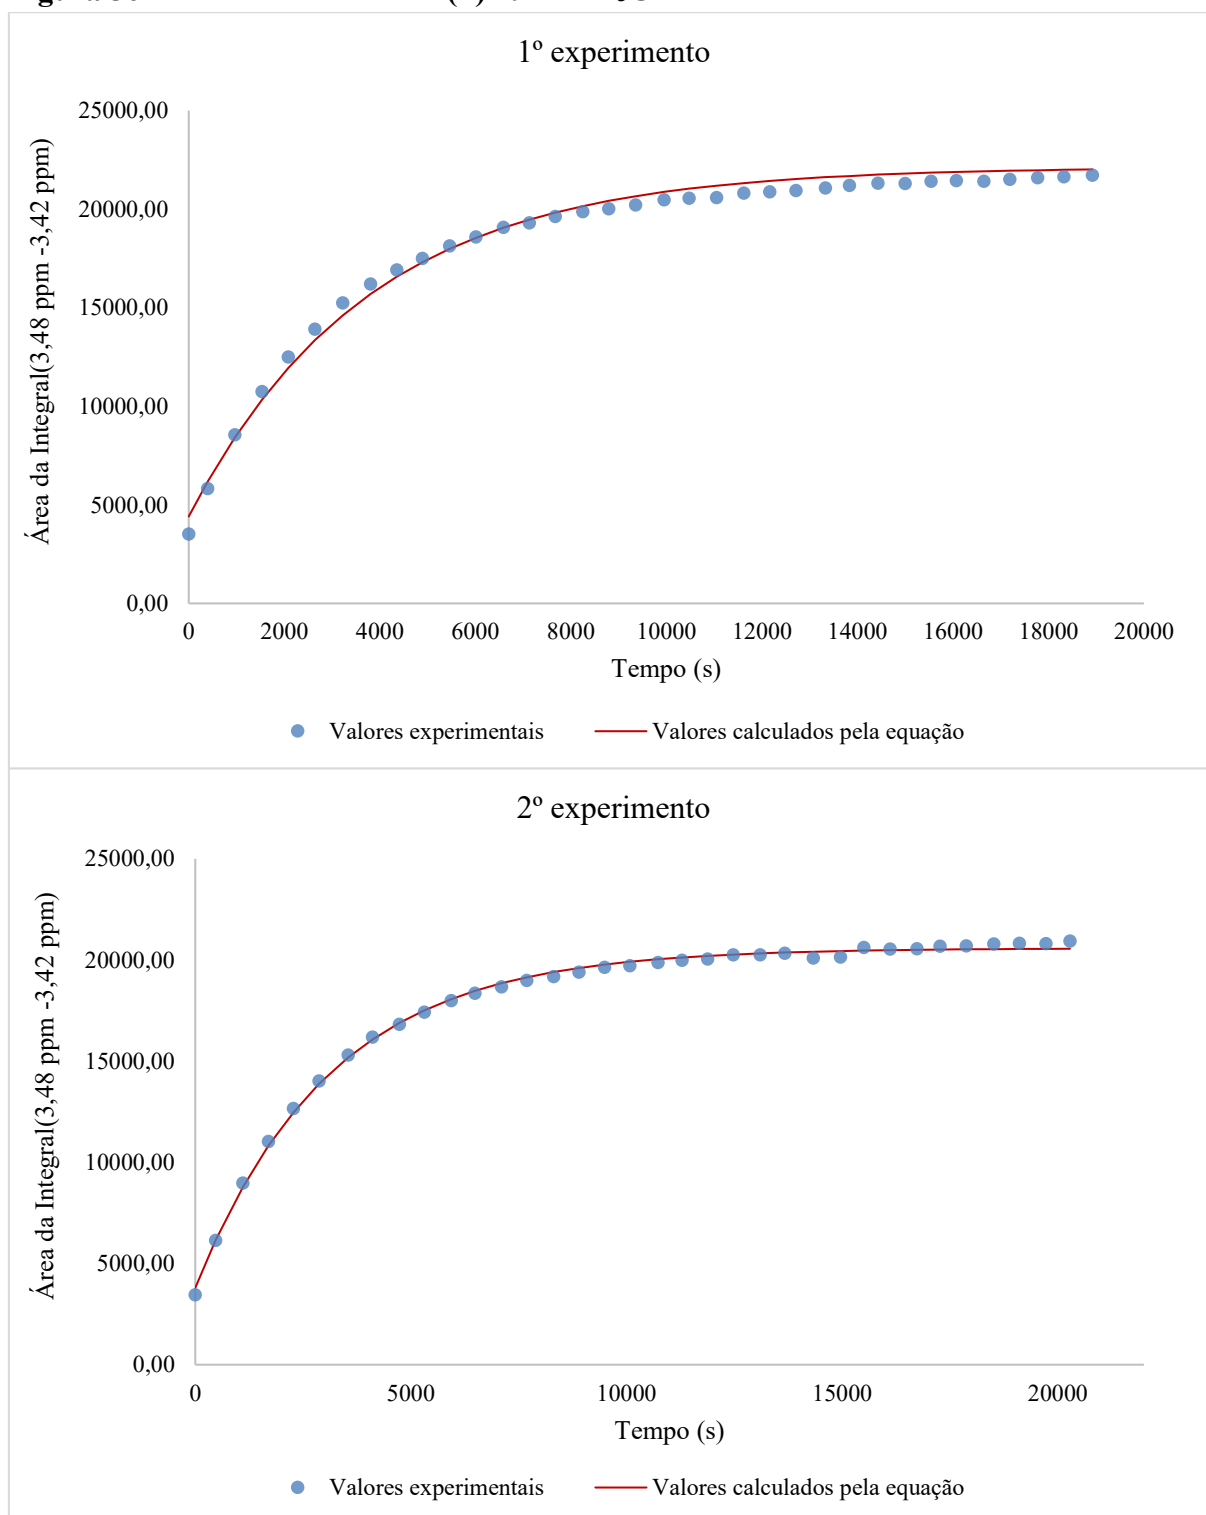 1º experimento
25000,00
20000,00
15000,00
10000,00
5000,00
0,00
Área da Integral(3,48 ppm -3,42 ppm)
0 2000 4000 6000 8000 10000 12000 14000 16000 18000 20000
Tempo (s)
Valores experimentais Valores calculados pela equação
2º experimento
25000,00
20000,00
15000,00
10000,00
5000,00
0,00
Área da Integral(3,48 ppm -3,42 ppm)
0 5000 10000 15000 20000
Tempo (s)
Valores experimentais Valores calculados pela equação